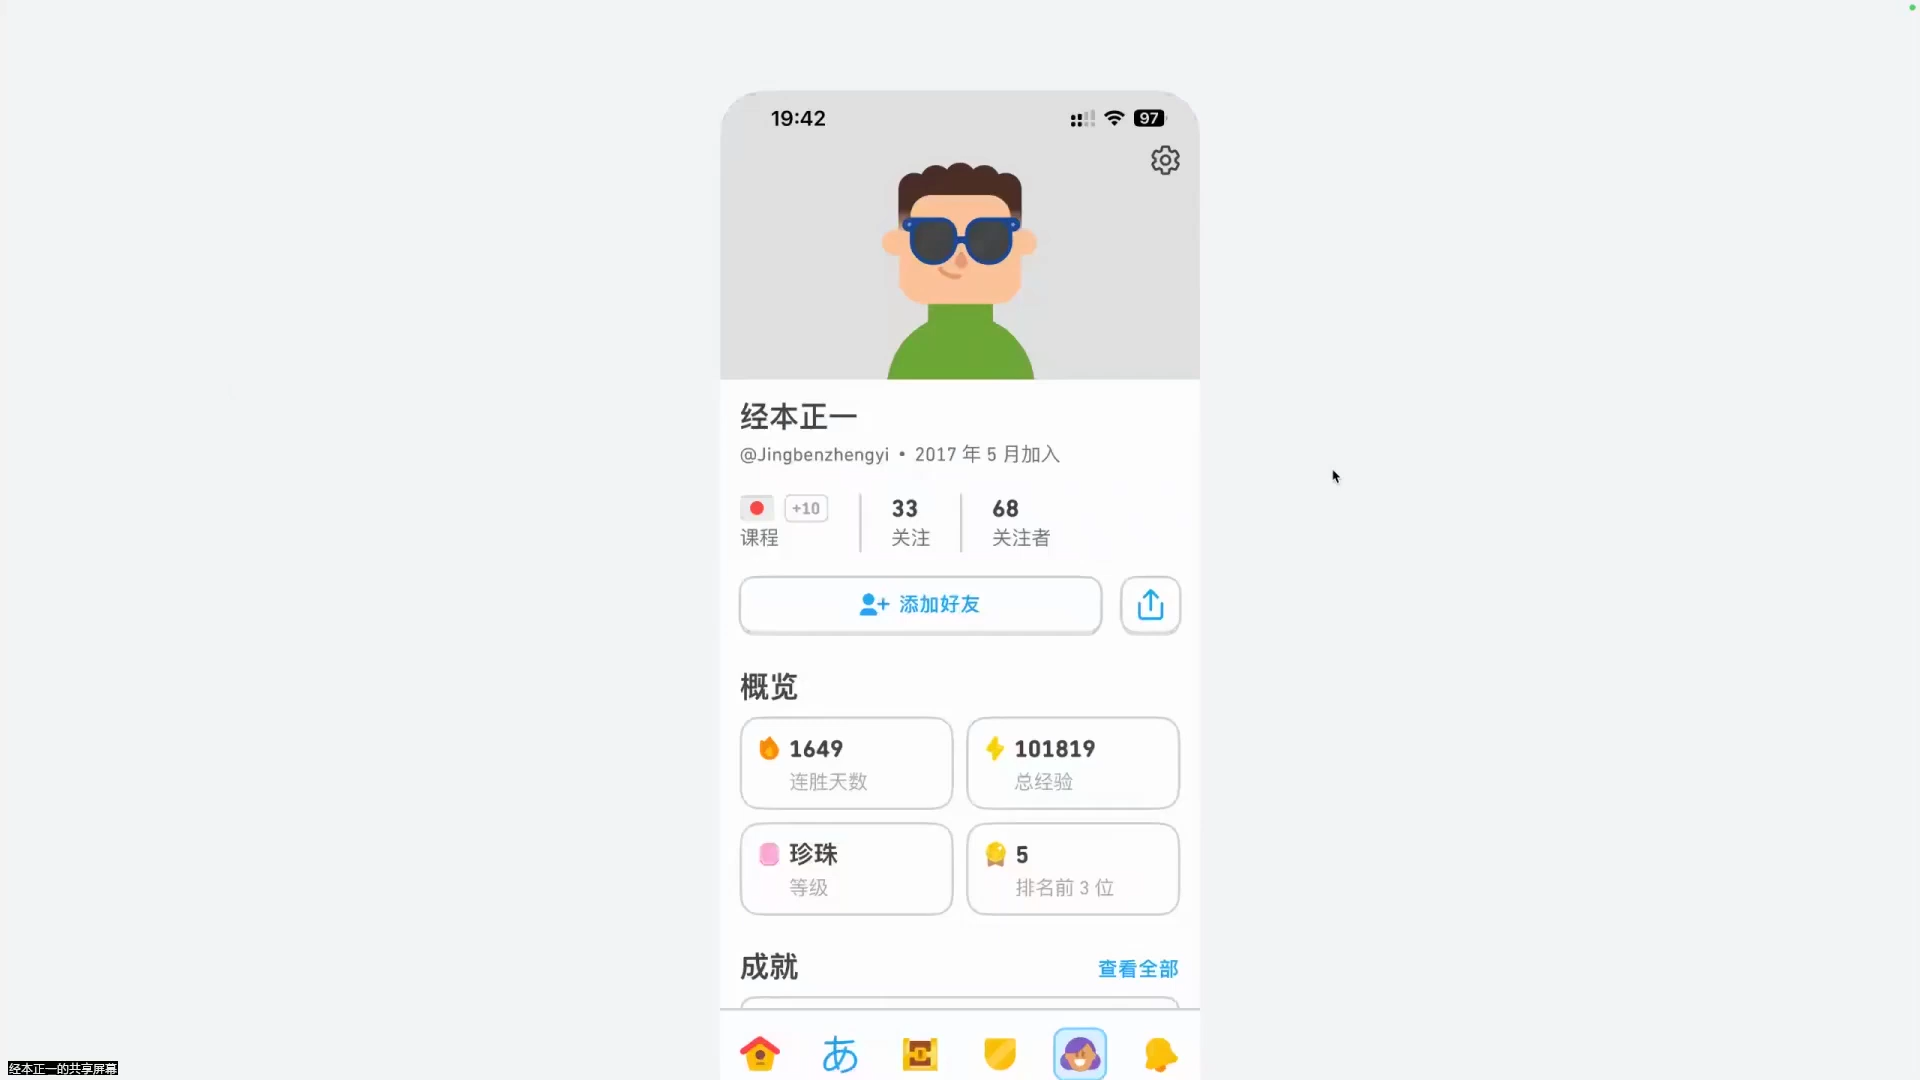 19:42
97
经本正一
@Jingbenzhengyi • 2017 年 5 月加入
+10
课程
33
关注
68
关注者
添加好友
概览
1649
连胜天数
101819
总经验
珍珠
等级
5
排名前 3 位
成就
查看全部
あ
经本正一的共享屏幕